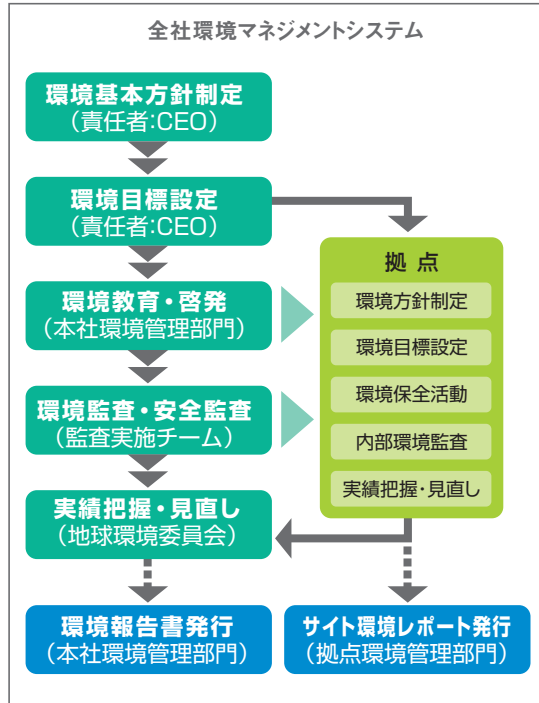 全社環境マネジメントシステム
環境基本方針制定
(責任者:CEO)
環境目標設定
(責任者:CEO)
環境教育・啓発
(本社環境管理部門)
環境監査・安全監査
(監査実施チーム)
実績把握・見直し
(地球環境委員会)
拠点
環境方針制定
環境目標設定
環境保全活動
内部環境監査
実績把握・見直し
環境報告書発行
(本社環境管理部門)
サイト環境レポート発行
(拠点環境管理部門)